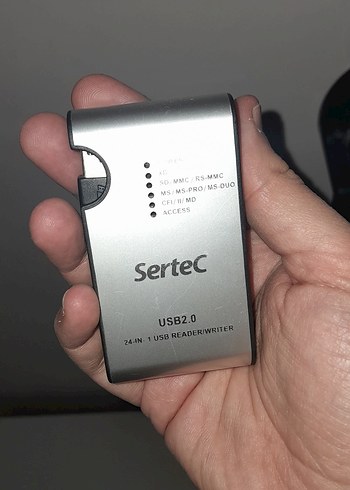 SD/MMC/RS-MMC
MS/MS-PRO/MS-DUO
CFI/II/MD
ACCESS
SerteC
USB2.0
24-IN-1 USB READER/WRITER